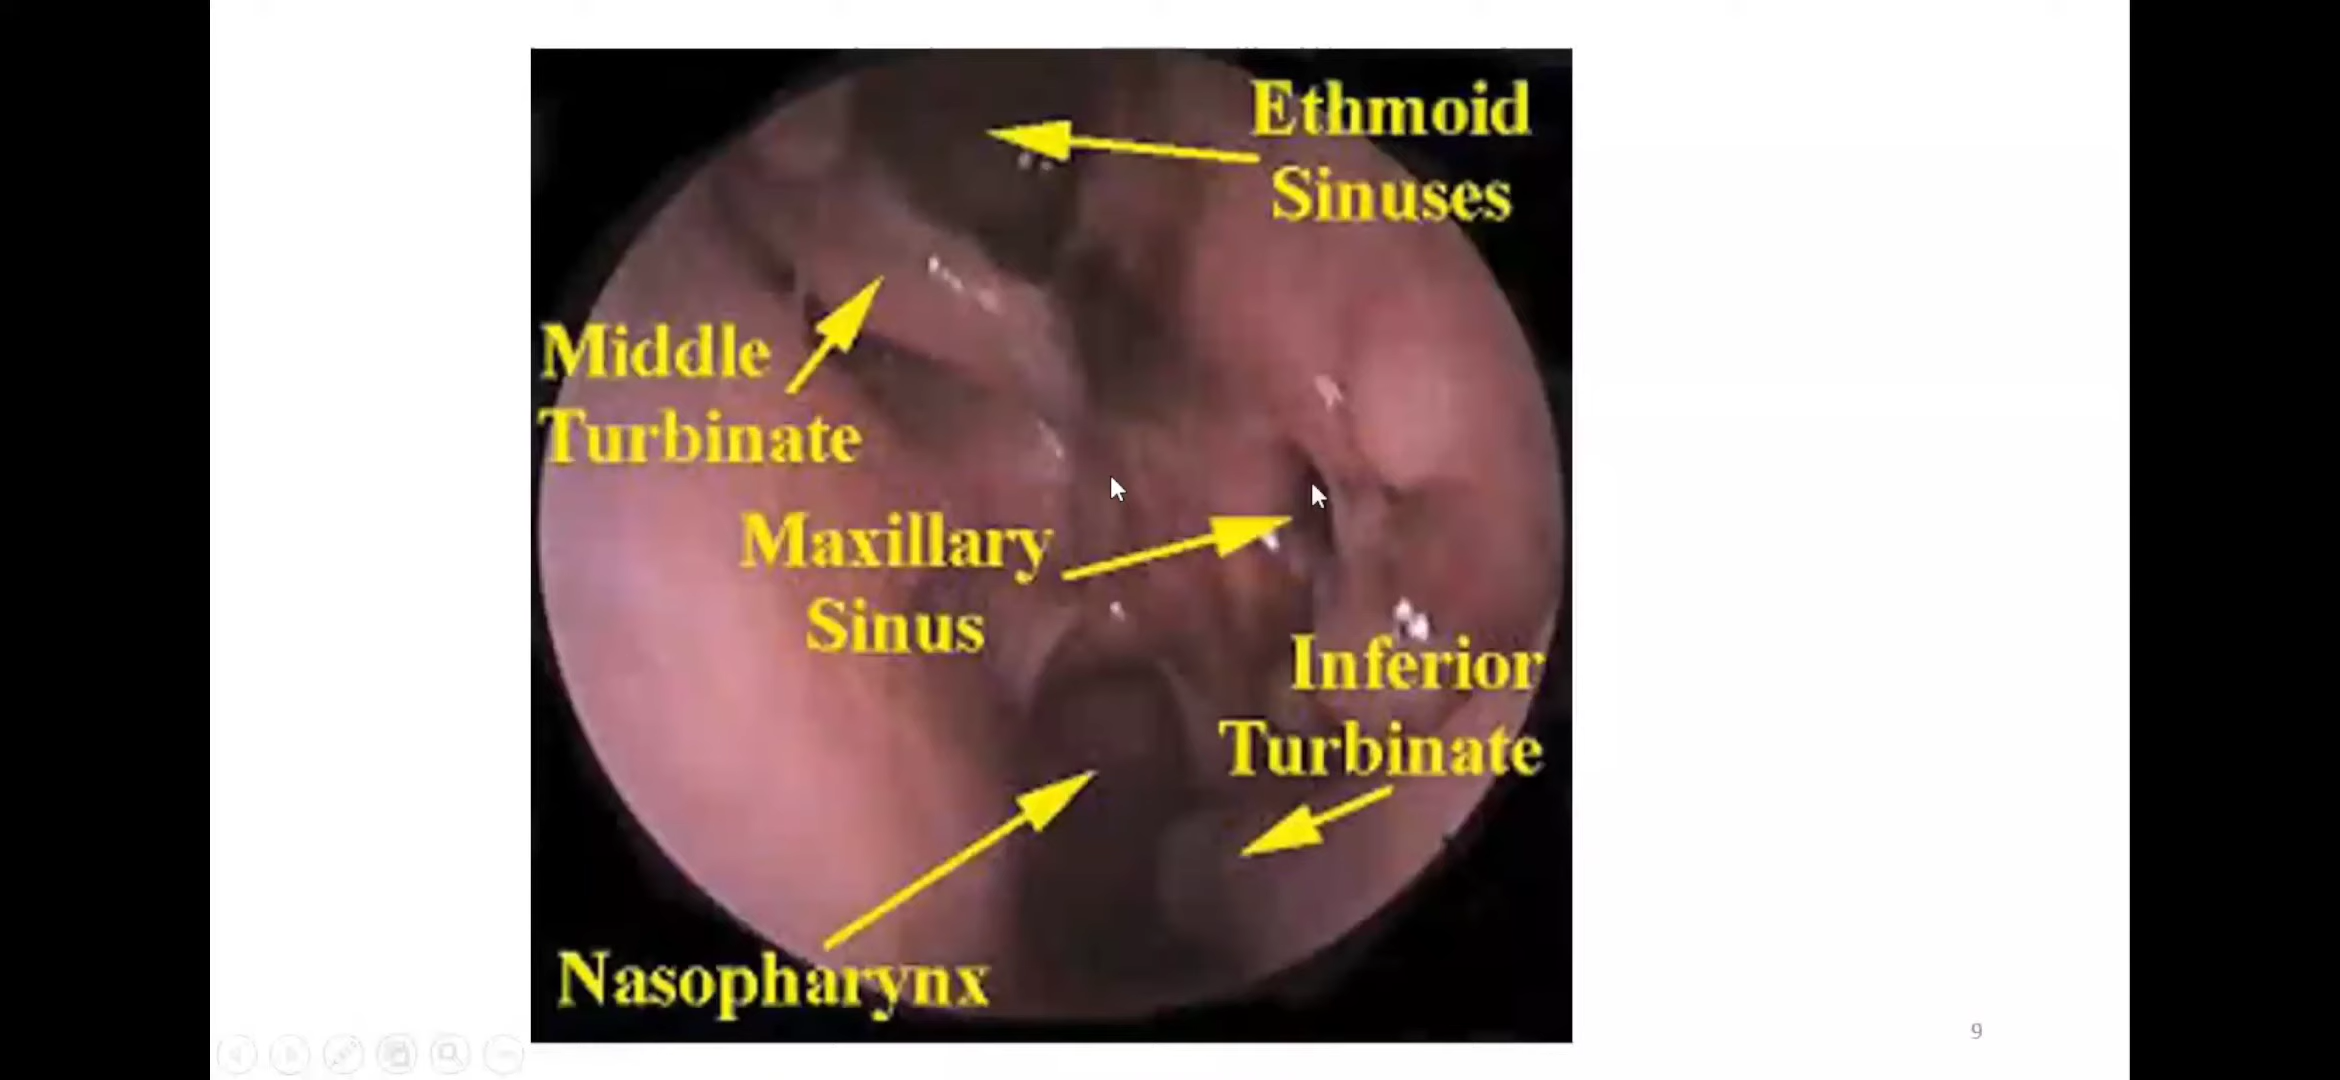 Ethmoid
Sinuses
Middle
Turbinate
Maxillary
Sinus
Inferior
Turbinate
Nasopharynx
9